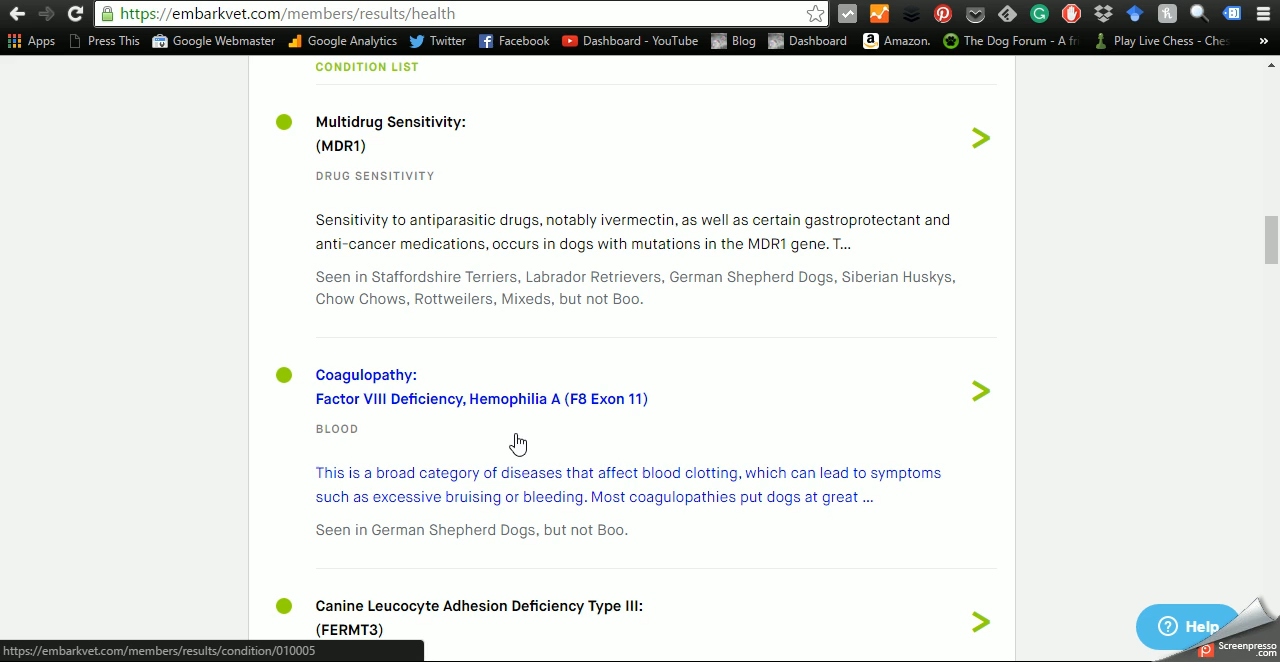 https://embarkvet.com/members/results/health
Apps Press This Google Webmaster Google Analytics Twitter Facebook Dashboard - YouTube Blog Dashboard Amazon. The Dog Forum - A fr Play Live Chess - Ches »
CONDITION LIST
Multidrug Sensitivity:
(MDR1)
DRUG SENSITIVITY
Sensitivity to antiparasitic drugs, notably ivermectin, as well as certain gastroprotectant and
anti-cancer medications, occurs in dogs with mutations in the MDR1 gene. T...
Seen in Staffordshire Terriers, Labrador Retrievers, German Shepherd Dogs, Siberian Huskys,
Chow Chows, Rottweilers, Mixeds, but not Boo.
Coagulopathy:
Factor VIII Deficiency, Hemophilia A (F8 Exon 11)
BLOOD
This is a broad category of diseases that affect blood clotting, which can lead to symptoms
such as excessive bruising or bleeding. Most coagulopathies put dogs at great ...
Seen in German Shepherd Dogs, but not Boo.
Canine Leucocyte Adhesion Deficiency Type III:
(FERMT3)
Help
https://embarkvet.com/members/results/condition/010005
Screenpresso
.com